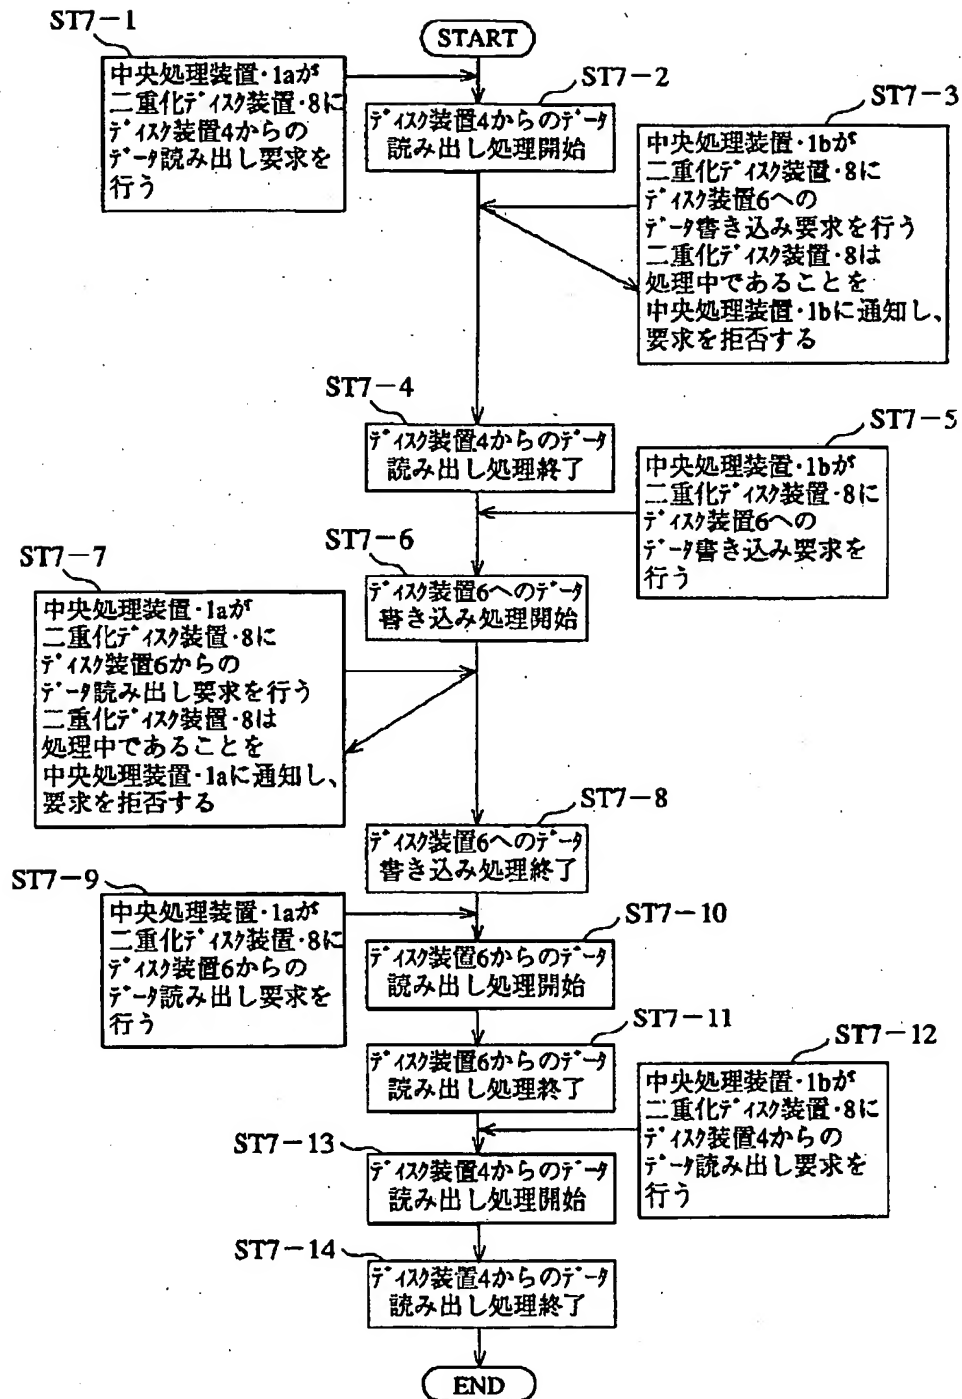 ST7-1
START
中央処理装置・1aが
二重化ディスク装置・8に
ディスク装置4からの
データ読み出し要求を
行う
ST7-2
ディスク装置4からのデータ
読み出し処理開始
ST7-3
中央処理装置・1bが
二重化ディスク装置・8に
ディスク装置6への
データ書き込み要求を行う
二重化ディスク装置・8は
処理中であることを
中央処理装置・1bに通知し、
要求を拒否する
ST7-4
ディスク装置4からのデータ
読み出し処理終了
ST7-5
中央処理装置・1bが
二重化ディスク装置・8に
ディスク装置6への
データ書き込み要求を
行う
ST7-6
ディスク装置6へのデータ
書き込み処理開始
ST7-7
中央処理装置・1aが
二重化ディスク装置・8に
ディスク装置6からの
データ読み出し要求を行う
二重化ディスク装置・8は
処理中であることを
中央処理装置・1aに通知し、
要求を拒否する
ST7-8
ディスク装置6へのデータ
書き込み処理終了
ST7-9
中央処理装置・1aが
二重化ディスク装置・8に
ディスク装置6からの
データ読み出し要求を
行う
ST7-10
ディスク装置6からのデータ
読み出し処理開始
ST7-11
ディスク装置6からのデータ
読み出し処理終了
ST7-12
中央処理装置・1bが
二重化ディスク装置・8に
ディスク装置4からの
データ読み出し要求を
行う
ST7-13
ディスク装置4からのデータ
読み出し処理開始
ST7-14
ディスク装置4からのデータ
読み出し処理終了
END